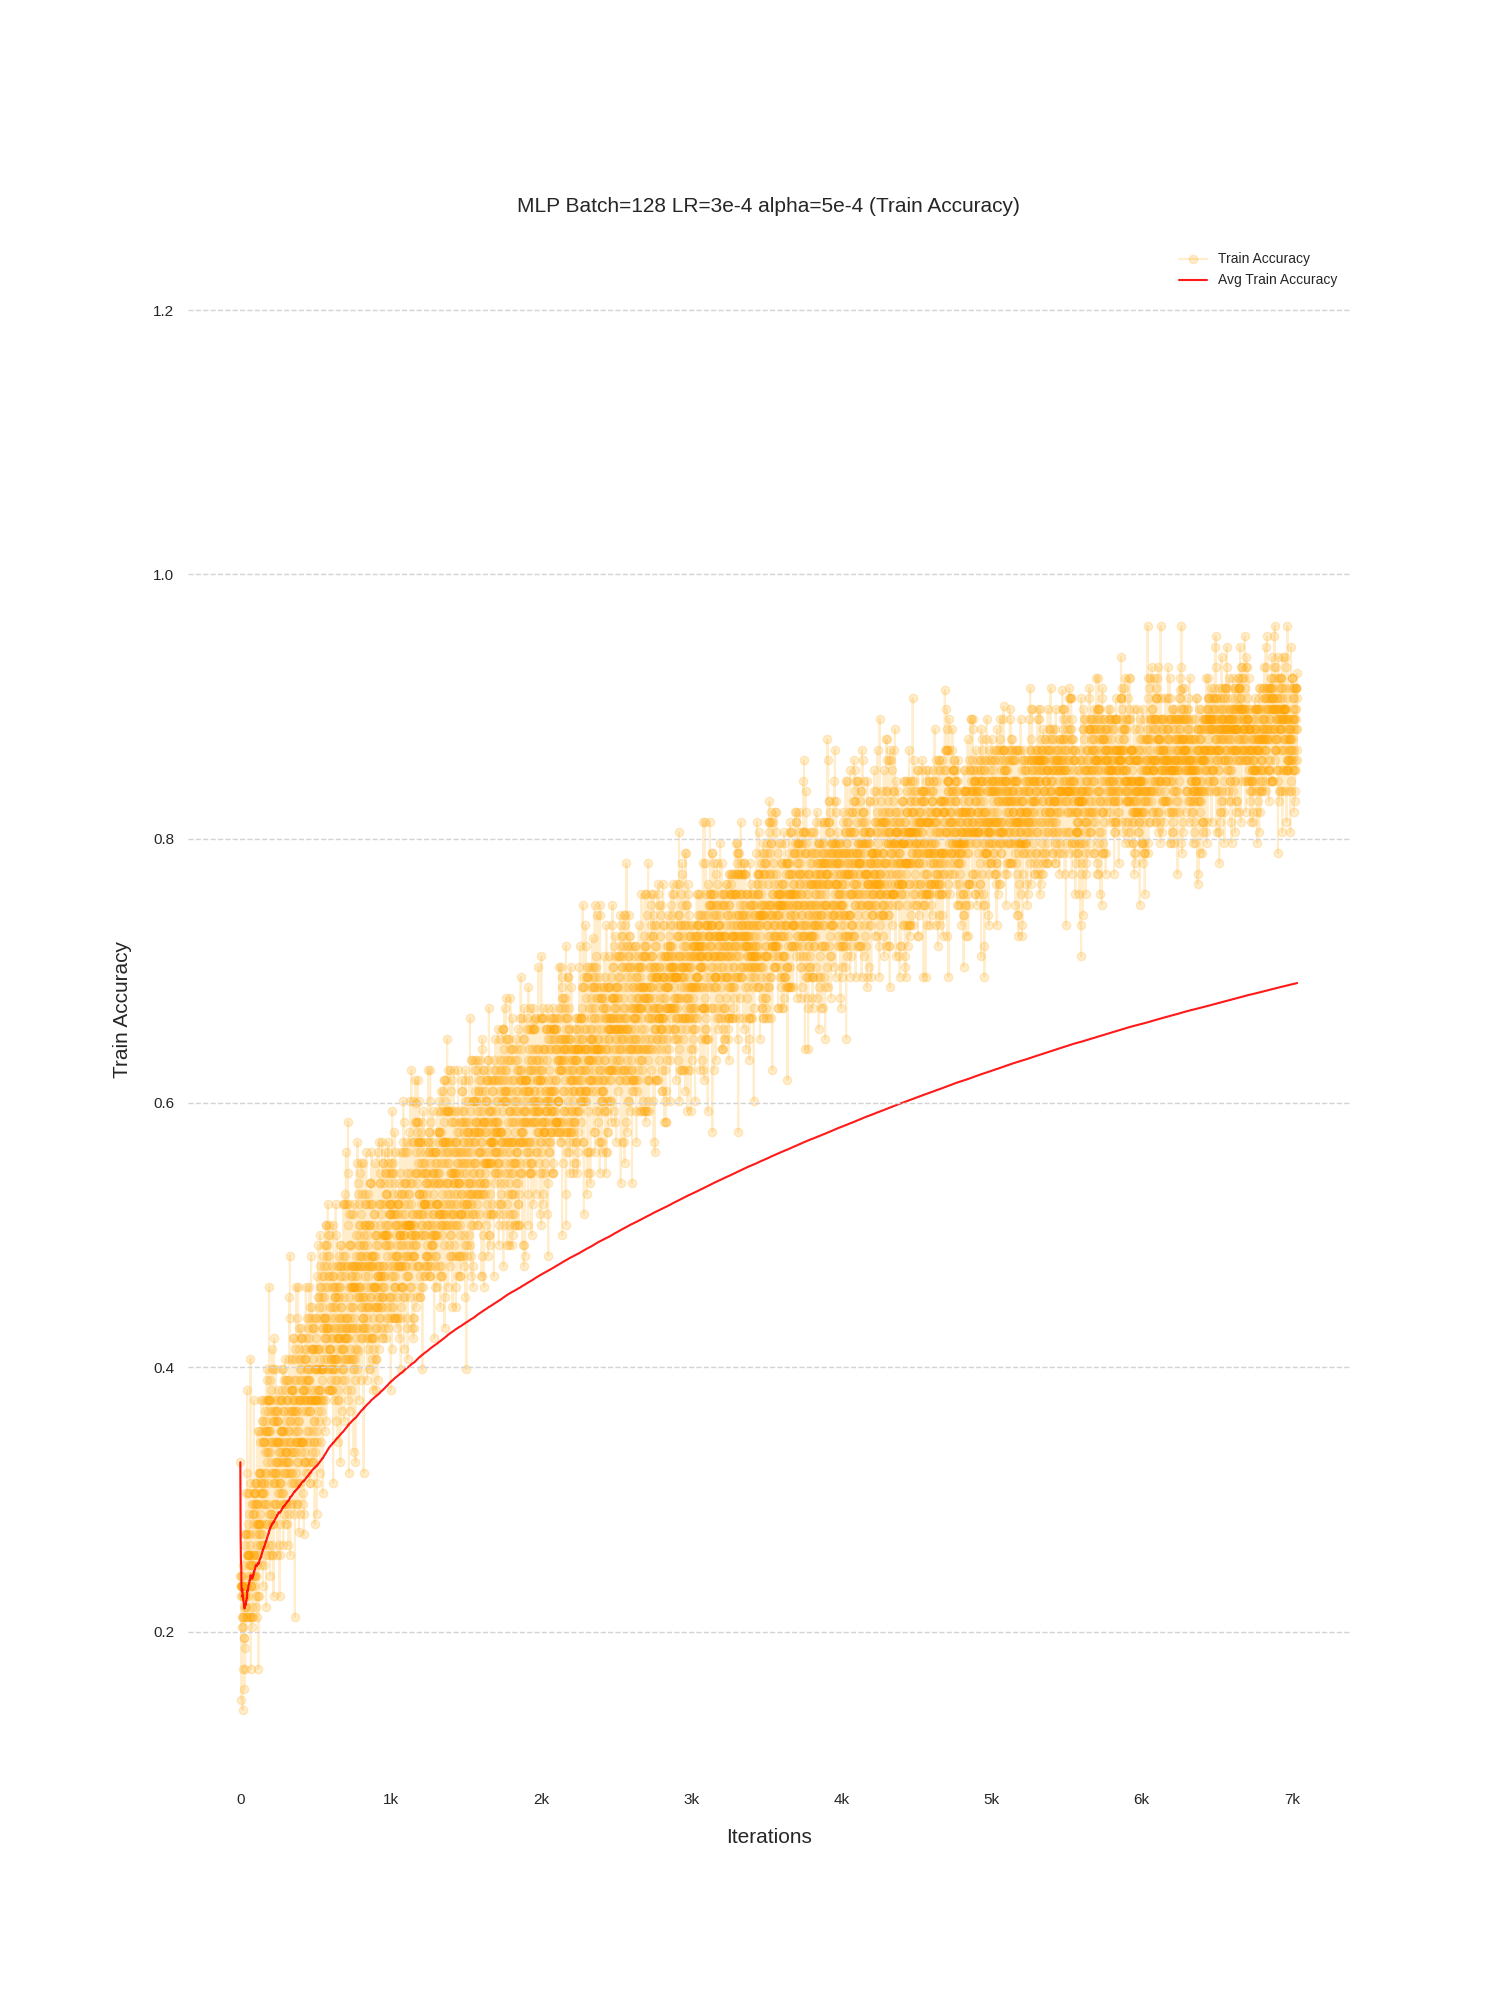 MLP Batch=128 LR=3e-4 alpha=5e-4 (Train Accuracy)
Train Accuracy
Avg Train Accuracy
1.2
1.0
0.8
0.6
0.4
0.2
Train Accuracy
0 1k 2k 3k 4k 5k 6k 7k
Iterations